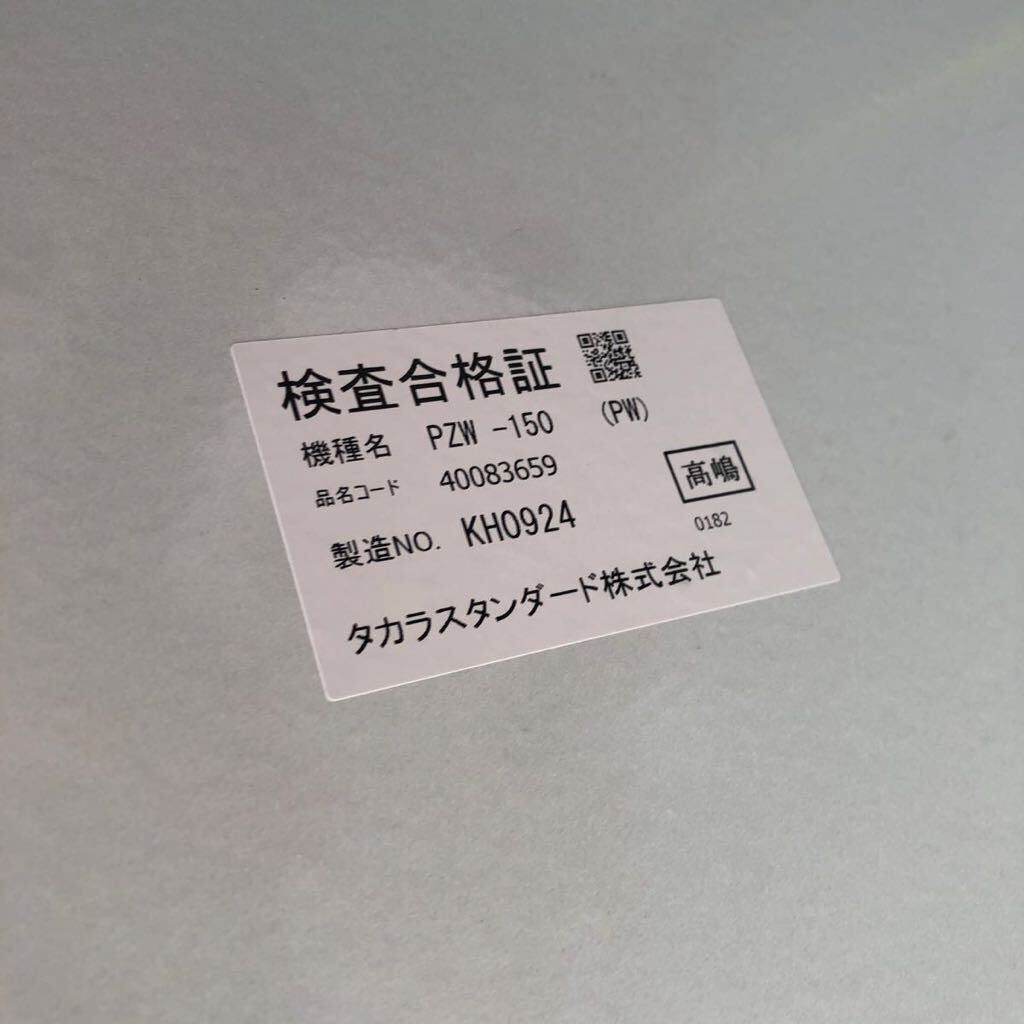 検査合格証
機種名 PZW -150 (PW)
品名コード 40083659
製造NO. KH0924
高嶋
0182
タカラスタンダード株式会社